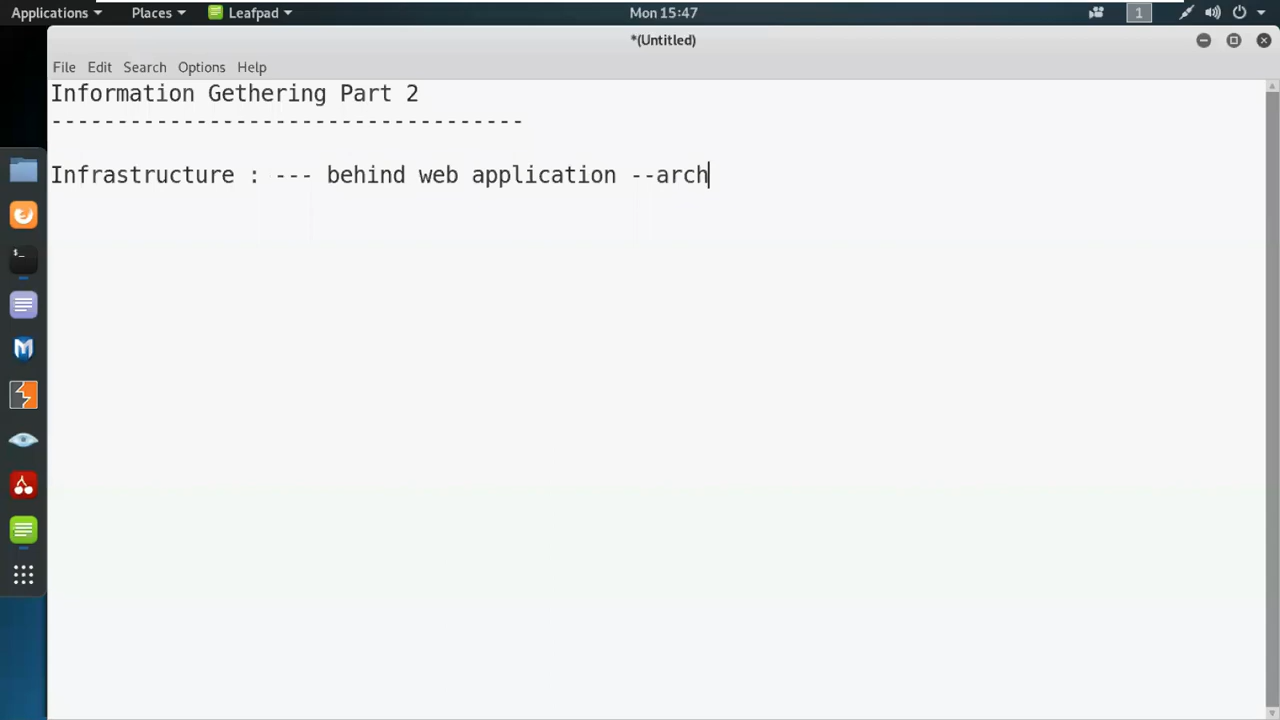 Applications Places Leafpad Mon 15:47 1
*(Untitled)
File Edit Search Options Help
Information Gethering Part 2
------------------------------------
Infrastructure : --- behind web application --arch